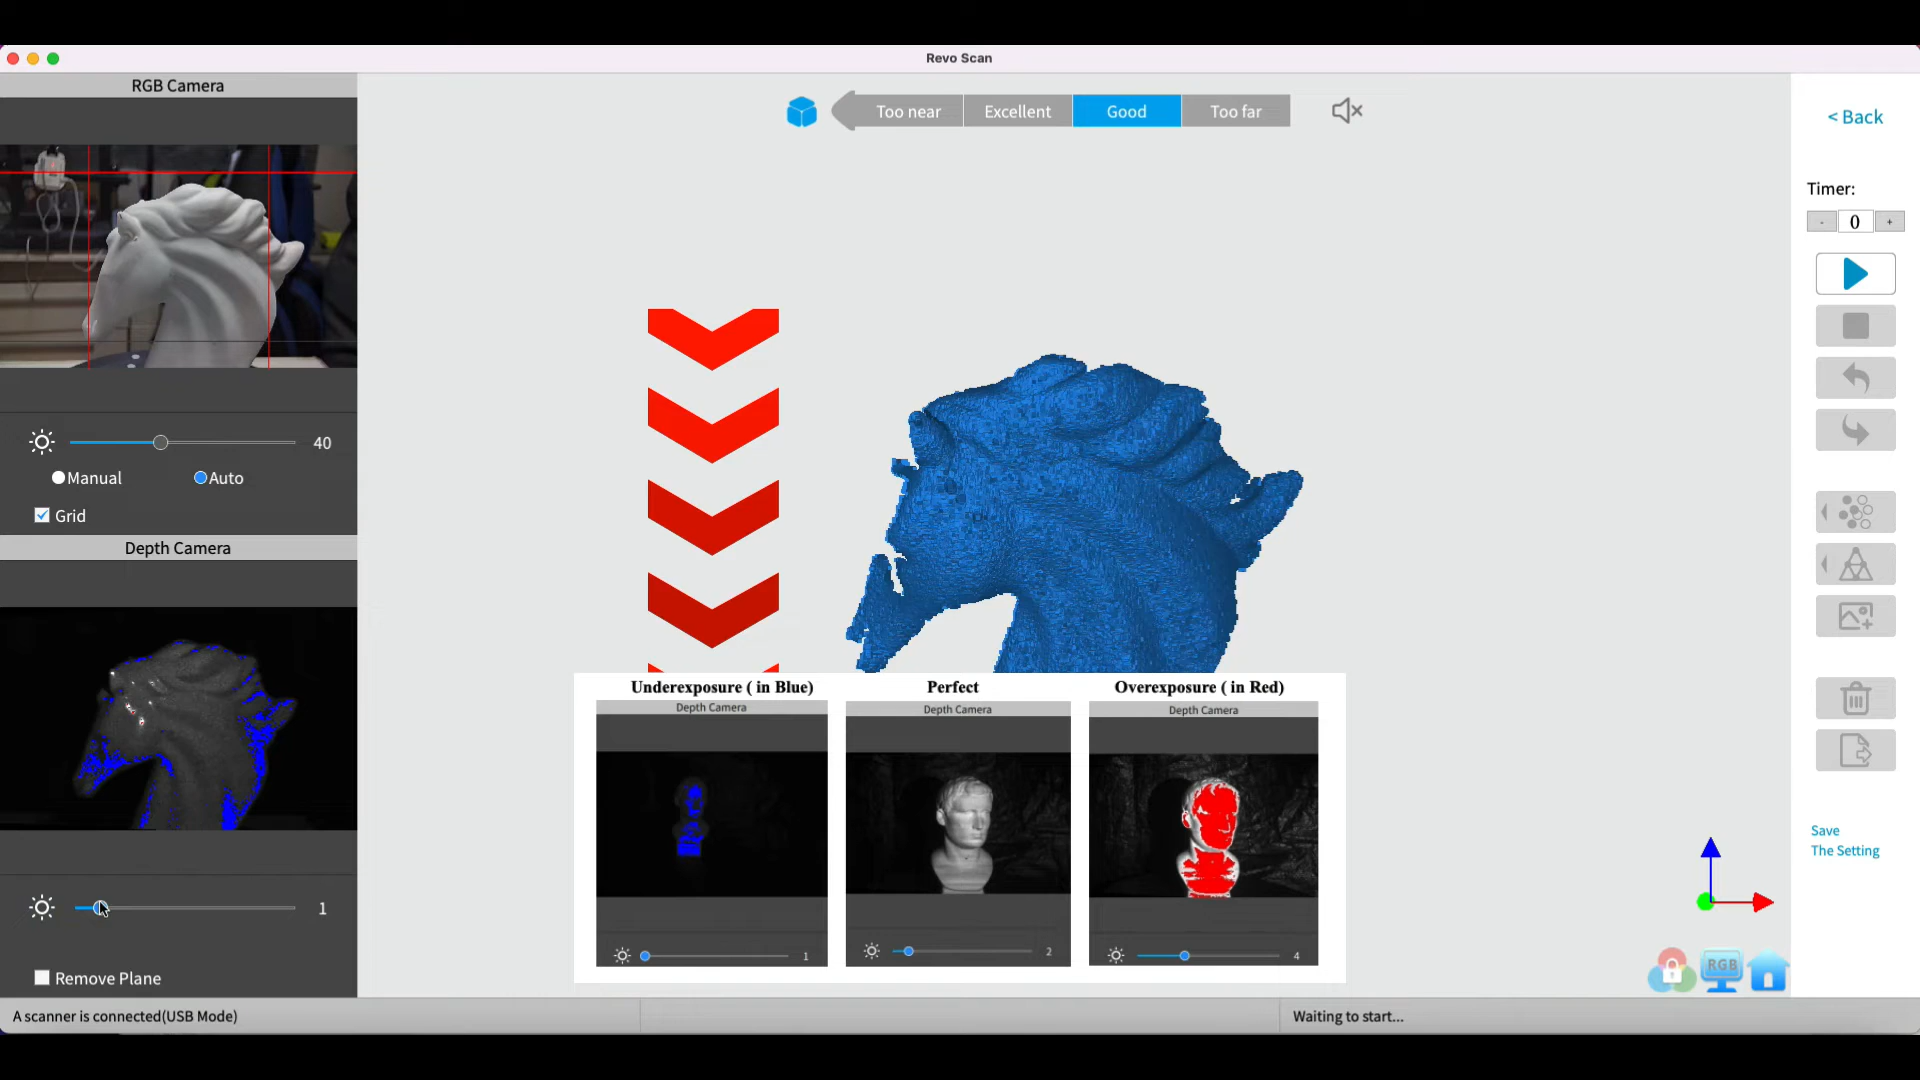 Revo Scan
RGB Camera
Too near
Excellent
Good
Too far
< Back
Timer:
- 0 +
40
Manual
Auto
Grid
Depth Camera
Underexposure ( in Blue)
Perfect
Overexposure ( in Red)
Depth Camera
Depth Camera
Depth Camera
Save
The Setting
1
1
2
4
RGB
Remove Plane
A scanner is connected(USB Mode)
Waiting to start...